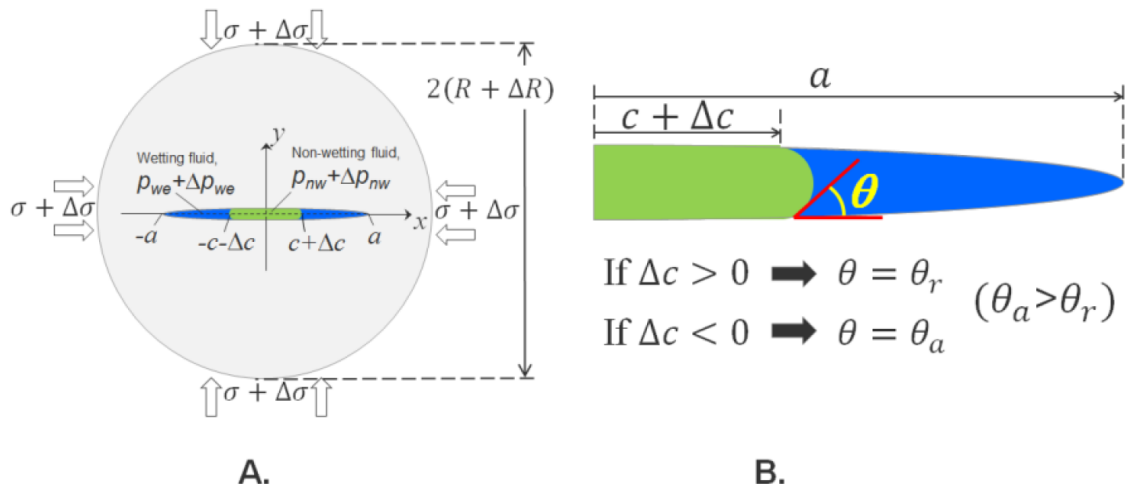 σ + Δσ
2(R + ΔR)
y
Wetting fluid,
p_we+Δp_we
Non-wetting fluid,
p_nw+Δp_nw
σ + Δσ
x
σ + Δσ
-a
-c-Δc
c+Δc
a
σ + Δσ
A.
a
c + Δc
θ
If Δc > 0 ➡ θ = θ_r
(θ_a>θ_r)
If Δc < 0 ➡ θ = θ_a
B.